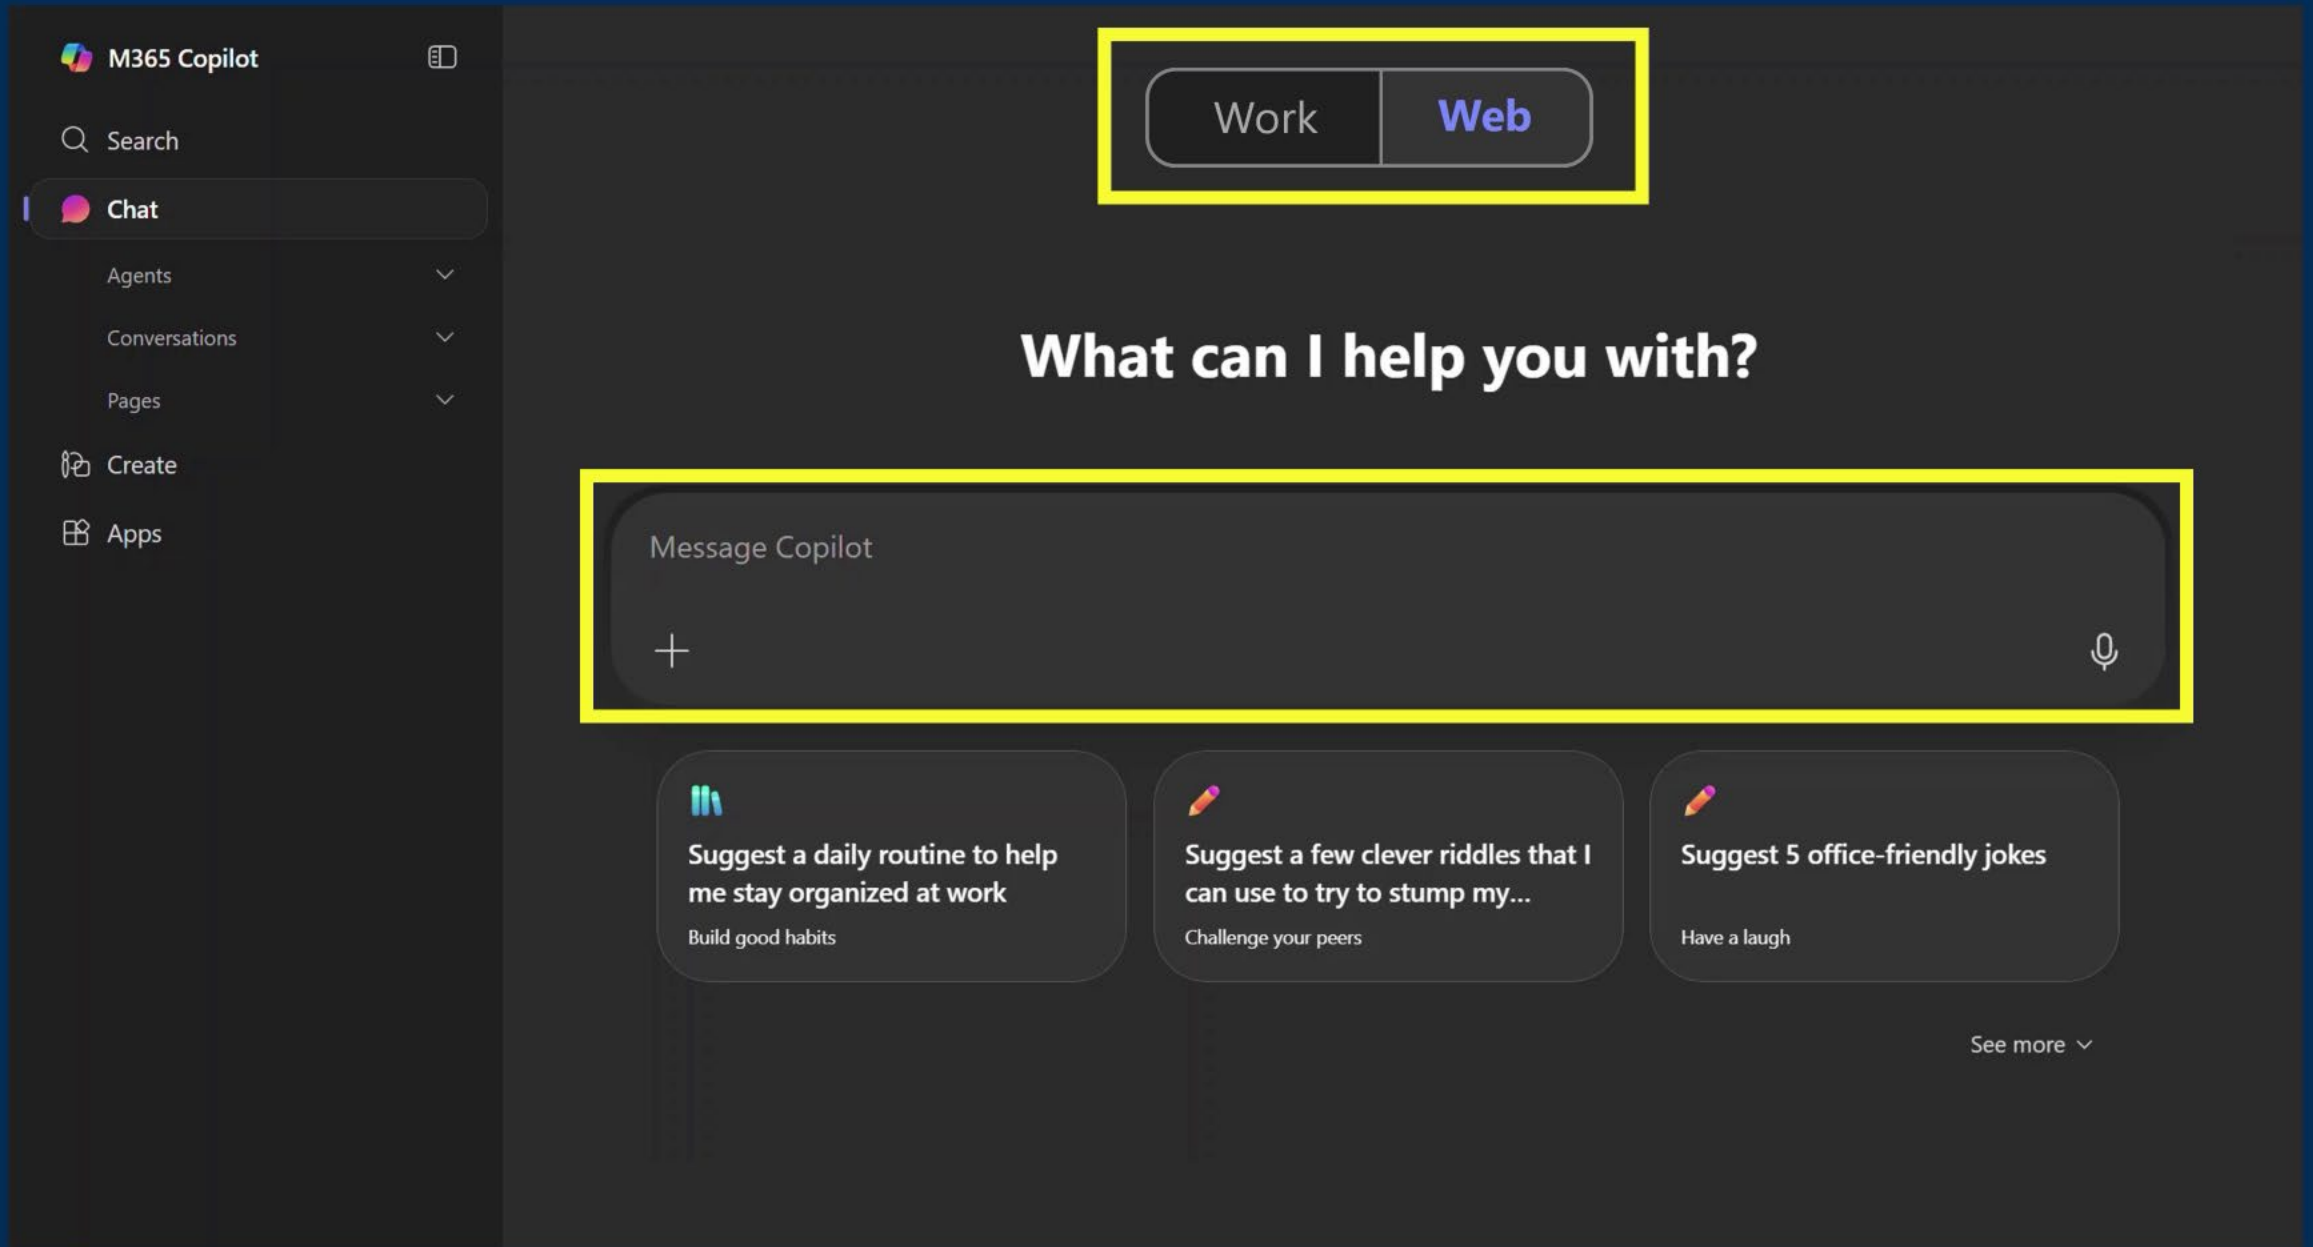 M365 Copilot
Search
Chat
Agents
Conversations
Pages
Create
Apps
Work
Web
What can I help you with?
Message Copilot
Suggest a daily routine to help
me stay organized at work
Build good habits
Suggest a few clever riddles that I
can use to try to stump my...
Challenge your peers
Suggest 5 office-friendly jokes
Have a laugh
See more